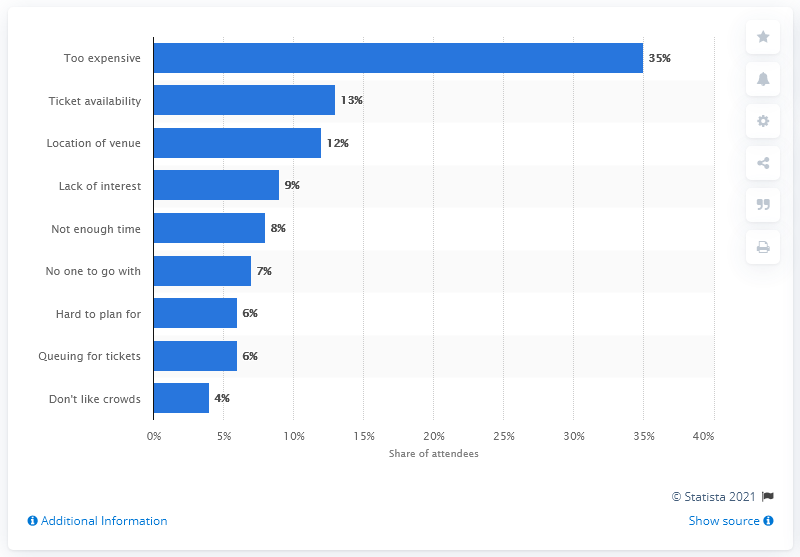 Too expensive 35%
Ticket availability 13%
Location of venue 12%
Lack of interest 9%
Not enough time 8%
No one to go with 7%
Hard to plan for 6%
Queuing for tickets 6%
Don't like crowds 4%
0% 5% 10% 15% 20% 25% 30% 35% 40%
Share of attendees
© Statista 2021
Additional Information Show source